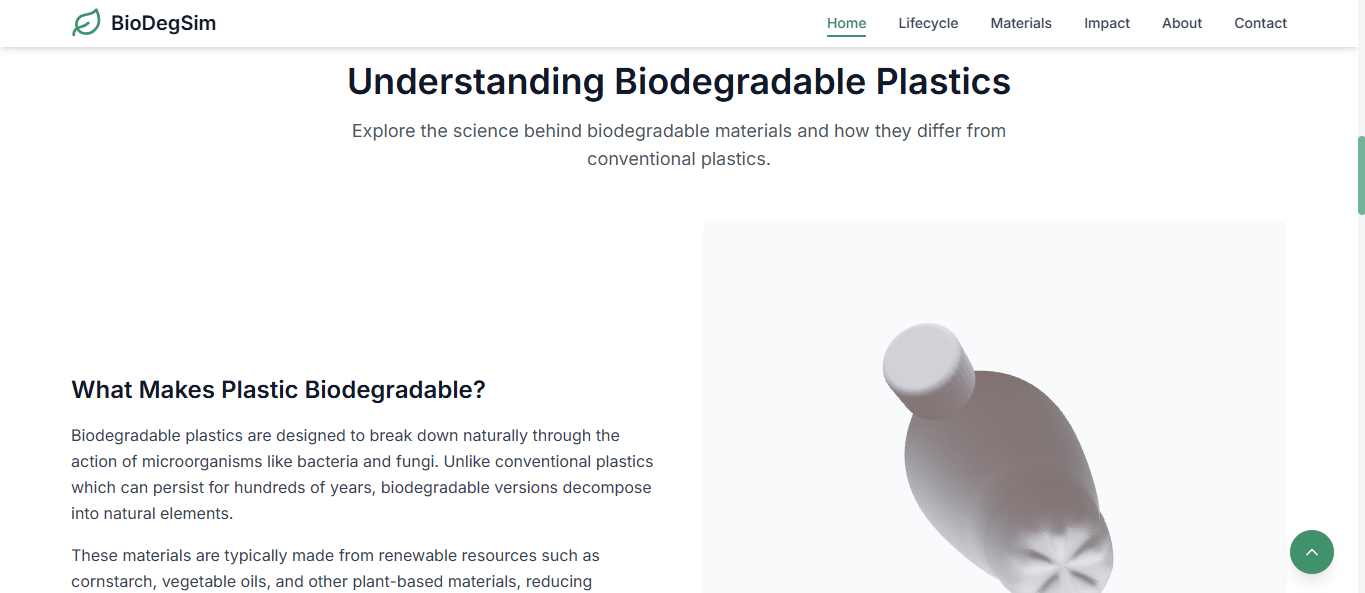 BioDegSim
Home Lifecycle Materials Impact About Contact
Understanding Biodegradable Plastics
Explore the science behind biodegradable materials and how they differ from
conventional plastics.
What Makes Plastic Biodegradable?
Biodegradable plastics are designed to break down naturally through the
action of microorganisms like bacteria and fungi. Unlike conventional plastics
which can persist for hundreds of years, biodegradable versions decompose
into natural elements.
These materials are typically made from renewable resources such as
cornstarch, vegetable oils, and other plant-based materials, reducing